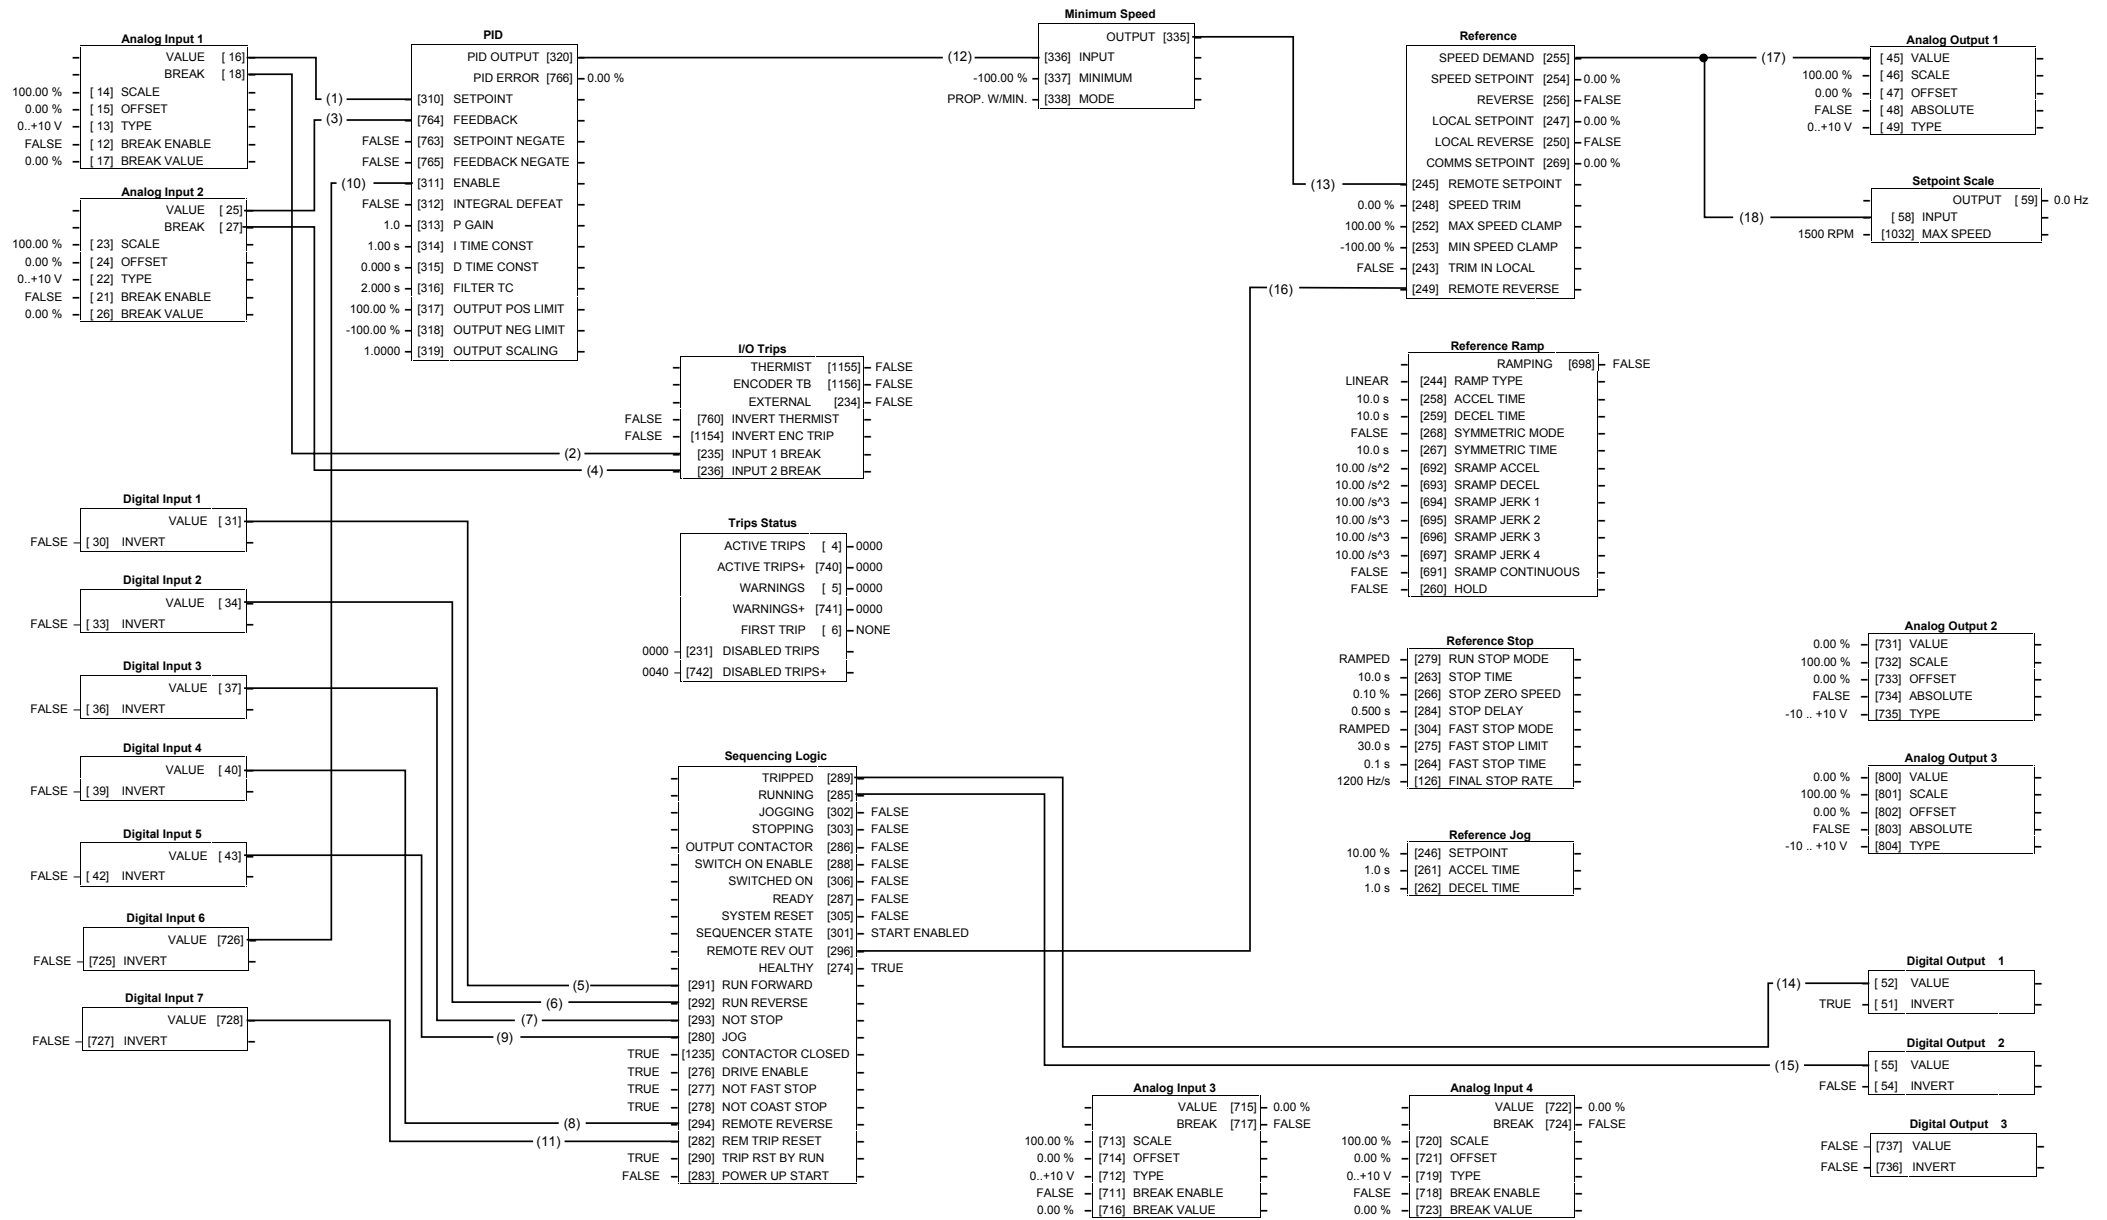 Analog Input 1
VALUE [ 16]
BREAK [ 18]
100.00 % [ 14] SCALE
0.00 % [ 15] OFFSET
0..+10 V [ 13] TYPE
FALSE [ 12] BREAK ENABLE
0.00 % [ 17] BREAK VALUE
Analog Input 2
VALUE [ 25]
BREAK [ 27]
100.00 % [ 23] SCALE
0.00 % [ 24] OFFSET
0..+10 V [ 22] TYPE
FALSE [ 21] BREAK ENABLE
0.00 % [ 26] BREAK VALUE
Digital Input 1
VALUE [ 31]
FALSE [ 30] INVERT
Digital Input 2
VALUE [ 34]
FALSE [ 33] INVERT
Digital Input 3
VALUE [ 37]
FALSE [ 36] INVERT
Digital Input 4
VALUE [ 40]
FALSE [ 39] INVERT
Digital Input 5
VALUE [ 43]
FALSE [ 42] INVERT
Digital Input 6
VALUE [726]
FALSE [725] INVERT
Digital Input 7
VALUE [728]
FALSE [727] INVERT
PID
PID OUTPUT [320]
PID ERROR [766] 0.00 %
(1) [310] SETPOINT
(3) [764] FEEDBACK
FALSE [763] SETPOINT NEGATE
FALSE [765] FEEDBACK NEGATE
(10) [311] ENABLE
FALSE [312] INTEGRAL DEFEAT
1.0 [313] P GAIN
1.00 s [314] I TIME CONST
0.000 s [315] D TIME CONST
2.000 s [316] FILTER TC
100.00 % [317] OUTPUT POS LIMIT
-100.00 % [318] OUTPUT NEG LIMIT
1.0000 [319] OUTPUT SCALING
I/O Trips
THERMIST [1155] FALSE
ENCODER TB [1156] FALSE
EXTERNAL [234] FALSE
FALSE [760] INVERT THERMIST
FALSE [1154] INVERT ENC TRIP
(2) [235] INPUT 1 BREAK
(4) [236] INPUT 2 BREAK
Trips Status
ACTIVE TRIPS [ 4] 0000
ACTIVE TRIPS+ [740] 0000
WARNINGS [ 5] 0000
WARNINGS+ [741] 0000
FIRST TRIP [ 6] NONE
0000 [231] DISABLED TRIPS
0040 [742] DISABLED TRIPS+
Sequencing Logic
TRIPPED [289]
RUNNING [285]
JOGGING [302] FALSE
STOPPING [303] FALSE
OUTPUT CONTACTOR [286] FALSE
SWITCH ON ENABLE [288] FALSE
SWITCHED ON [306] FALSE
READY [287] FALSE
SYSTEM RESET [305] FALSE
SEQUENCER STATE [301] START ENABLED
REMOTE REV OUT [296]
HEALTHY [274] TRUE
(5) [291] RUN FORWARD
(6) [292] RUN REVERSE
(7) [293] NOT STOP
(9) [280] JOG
TRUE [1235] CONTACTOR CLOSED
TRUE [276] DRIVE ENABLE
TRUE [277] NOT FAST STOP
TRUE [278] NOT COAST STOP
(8) [294] REMOTE REVERSE
(11) [282] REM TRIP RESET
TRUE [290] TRIP RST BY RUN
FALSE [283] POWER UP START
Minimum Speed
OUTPUT [335]
(12) [336] INPUT
-100.00 % [337] MINIMUM
PROP. W/MIN. [338] MODE
Reference
SPEED DEMAND [255]
SPEED SETPOINT [254] 0.00 %
REVERSE [256] FALSE
LOCAL SETPOINT [247] 0.00 %
LOCAL REVERSE [250] FALSE
COMMS SETPOINT [269] 0.00 %
(13) [245] REMOTE SETPOINT
0.00 % [248] SPEED TRIM
100.00 % [252] MAX SPEED CLAMP
-100.00 % [253] MIN SPEED CLAMP
FALSE [243] TRIM IN LOCAL
(16) [249] REMOTE REVERSE
Reference Ramp
RAMPING [698] FALSE
LINEAR [244] RAMP TYPE
10.0 s [258] ACCEL TIME
10.0 s [259] DECEL TIME
FALSE [268] SYMMETRIC MODE
10.0 s [267] SYMMETRIC TIME
10.00 /s^2 [692] SRAMP ACCEL
10.00 /s^2 [693] SRAMP DECEL
10.00 /s^3 [694] SRAMP JERK 1
10.00 /s^3 [695] SRAMP JERK 2
10.00 /s^3 [696] SRAMP JERK 3
10.00 /s^3 [697] SRAMP JERK 4
FALSE [691] SRAMP CONTINUOUS
FALSE [260] HOLD
Reference Stop
RAMPED [279] RUN STOP MODE
10.0 s [263] STOP TIME
0.10 % [266] STOP ZERO SPEED
0.500 s [284] STOP DELAY
RAMPED [304] FAST STOP MODE
30.0 s [275] FAST STOP LIMIT
0.1 s [264] FAST STOP TIME
1200 Hz/s [126] FINAL STOP RATE
Reference Jog
10.00 % [246] SETPOINT
1.0 s [261] ACCEL TIME
1.0 s [262] DECEL TIME
Analog Input 3
VALUE [715] 0.00 %
BREAK [717] FALSE
100.00 % [713] SCALE
0.00 % [714] OFFSET
0..+10 V [712] TYPE
FALSE [711] BREAK ENABLE
0.00 % [716] BREAK VALUE
Analog Input 4
VALUE [722] 0.00 %
BREAK [724] FALSE
100.00 % [720] SCALE
0.00 % [721] OFFSET
0..+10 V [719] TYPE
FALSE [718] BREAK ENABLE
0.00 % [723] BREAK VALUE
Analog Output 1
(17) [ 45] VALUE
100.00 % [ 46] SCALE
0.00 % [ 47] OFFSET
FALSE [ 48] ABSOLUTE
0..+10 V [ 49] TYPE
Setpoint Scale
OUTPUT [ 59] 0.0 Hz
(18) [ 58] INPUT
1500 RPM [1032] MAX SPEED
Analog Output 2
0.00 % [731] VALUE
100.00 % [732] SCALE
0.00 % [733] OFFSET
FALSE [734] ABSOLUTE
-10 .. +10 V [735] TYPE
Analog Output 3
0.00 % [800] VALUE
100.00 % [801] SCALE
0.00 % [802] OFFSET
FALSE [803] ABSOLUTE
-10 .. +10 V [804] TYPE
Digital Output 1
(14) [ 52] VALUE
TRUE [ 51] INVERT
Digital Output 2
(15) [ 55] VALUE
FALSE [ 54] INVERT
Digital Output 3
FALSE [737] VALUE
FALSE [736] INVERT